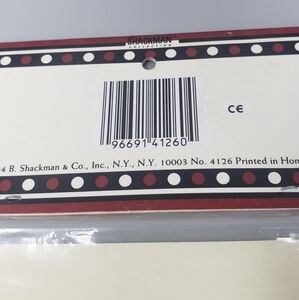 SHACKMAN
CE
96691 41260
4 B. Shackman & Co., Inc., N.Y., N.Y. 10003 No. 4126 Printed in Hon